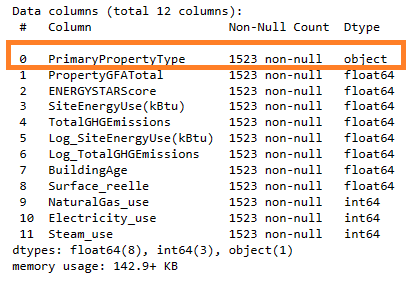 Data columns (total 12 columns):
#   Column                Non-Null Count  Dtype
0   PrimaryPropertyType   1523 non-null   object
1   PropertyGFATotal      1523 non-null   float64
2   ENERGYSTARScore       1523 non-null   float64
3   SiteEnergyUse(kBtu)   1523 non-null   float64
4   TotalGHGEmissions     1523 non-null   float64
5   Log_SiteEnergyUse(kBtu)  1523 non-null   float64
6   Log_TotalGHGEmissions  1523 non-null   float64
7   BuildingAge           1523 non-null   float64
8   Surface_reelle        1523 non-null   float64
9   NaturalGas_use        1523 non-null   int64
10  Electricity_use       1523 non-null   int64
11  Steam_use             1523 non-null   int64
dtypes: float64(8), int64(3), object(1)
memory usage: 142.9+ KB